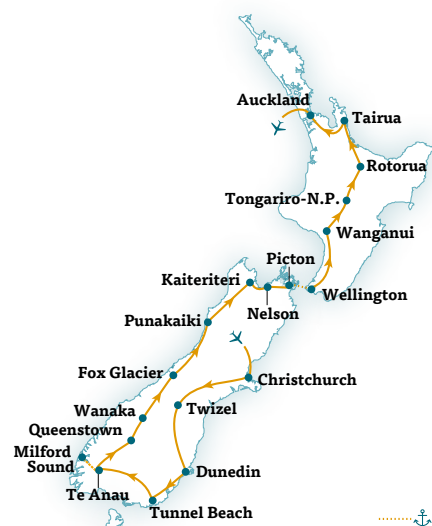 Auckland
Tairua
Rotorua
Tongariro-N.P.
Wanganui
Picton
Kaiteriteri
Wellington
Nelson
Punakaiki
Fox Glacier
Christchurch
Wanaka
Twizel
Queenstown
Milford
Sound
Dunedin
Te Anau
Tunnel Beach